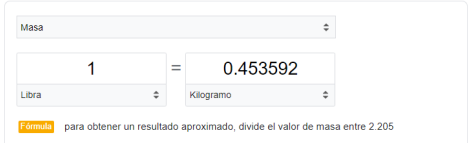 Masa
1 = 0.453592
Libra Kilogramo
Fórmula para obtener un resultado aproximado, divide el valor de masa entre 2.205